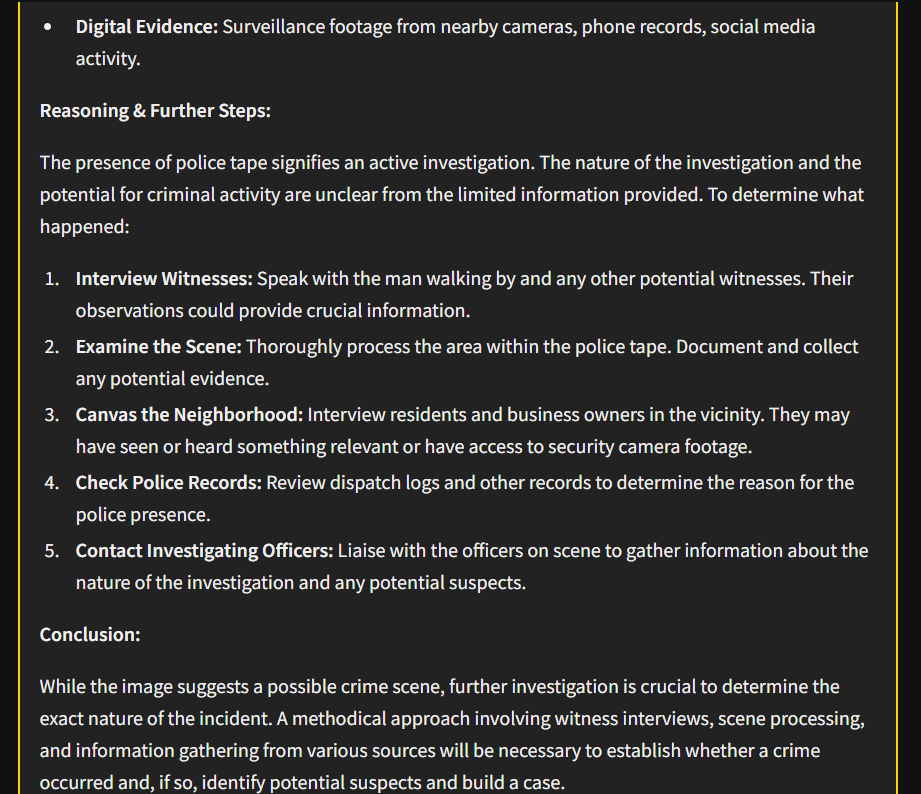 • Digital Evidence: Surveillance footage from nearby cameras, phone records, social media
activity.
Reasoning & Further Steps:
The presence of police tape signifies an active investigation. The nature of the investigation and the
potential for criminal activity are unclear from the limited information provided. To determine what
happened:
1. Interview Witnesses: Speak with the man walking by and any other potential witnesses. Their
observations could provide crucial information.
2. Examine the Scene: Thoroughly process the area within the police tape. Document and collect
any potential evidence.
3. Canvas the Neighborhood: Interview residents and business owners in the vicinity. They may
have seen or heard something relevant or have access to security camera footage.
4. Check Police Records: Review dispatch logs and other records to determine the reason for the
police presence.
5. Contact Investigating Officers: Liaise with the officers on scene to gather information about the
nature of the investigation and any potential suspects.
Conclusion:
While the image suggests a possible crime scene, further investigation is crucial to determine the
exact nature of the incident. A methodical approach involving witness interviews, scene processing,
and information gathering from various sources will be necessary to establish whether a crime
occurred and, if so, identify potential suspects and build a case.